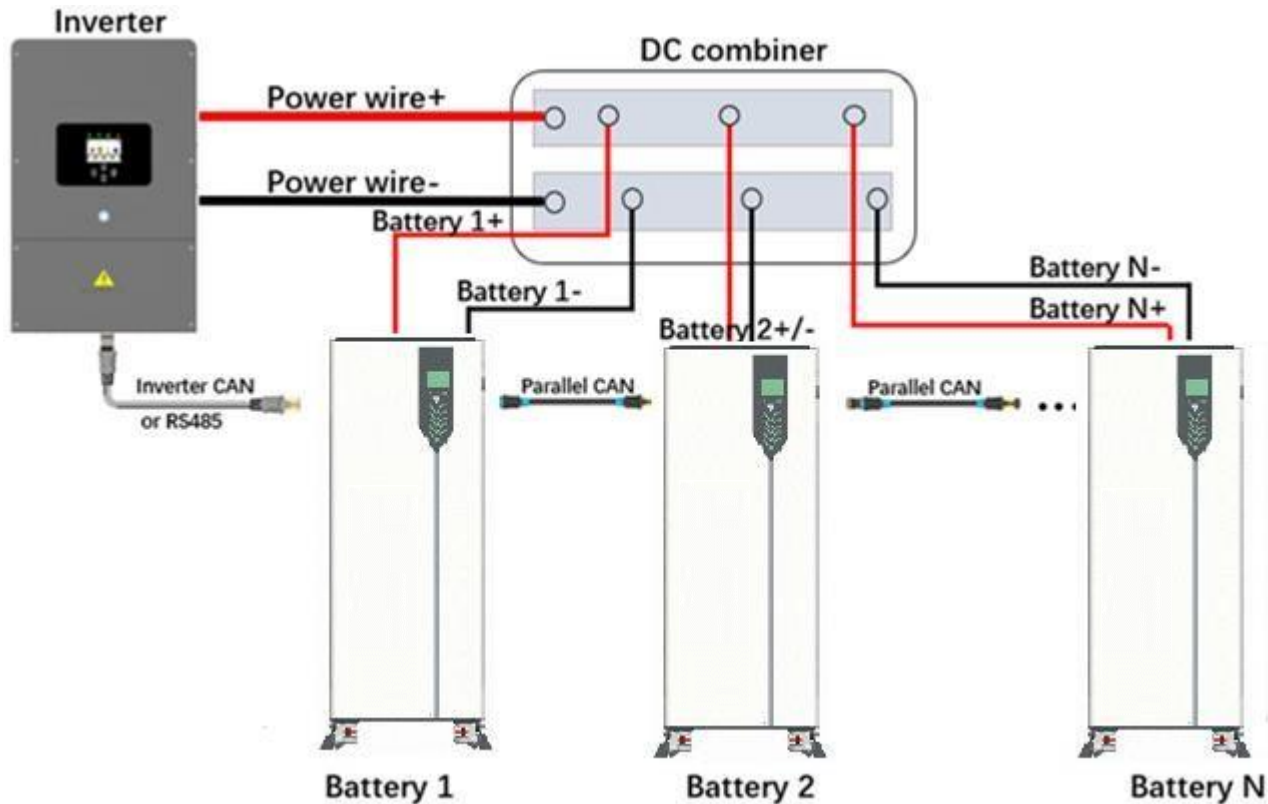 Inverter
DC combiner
Power wire+
Power wire-
Battery 1+
Battery 1-
Battery 2+/-
Battery N-
Battery N+
Inverter CAN
or RS485
Parallel CAN
Parallel CAN
Battery 1
Battery 2
Battery N